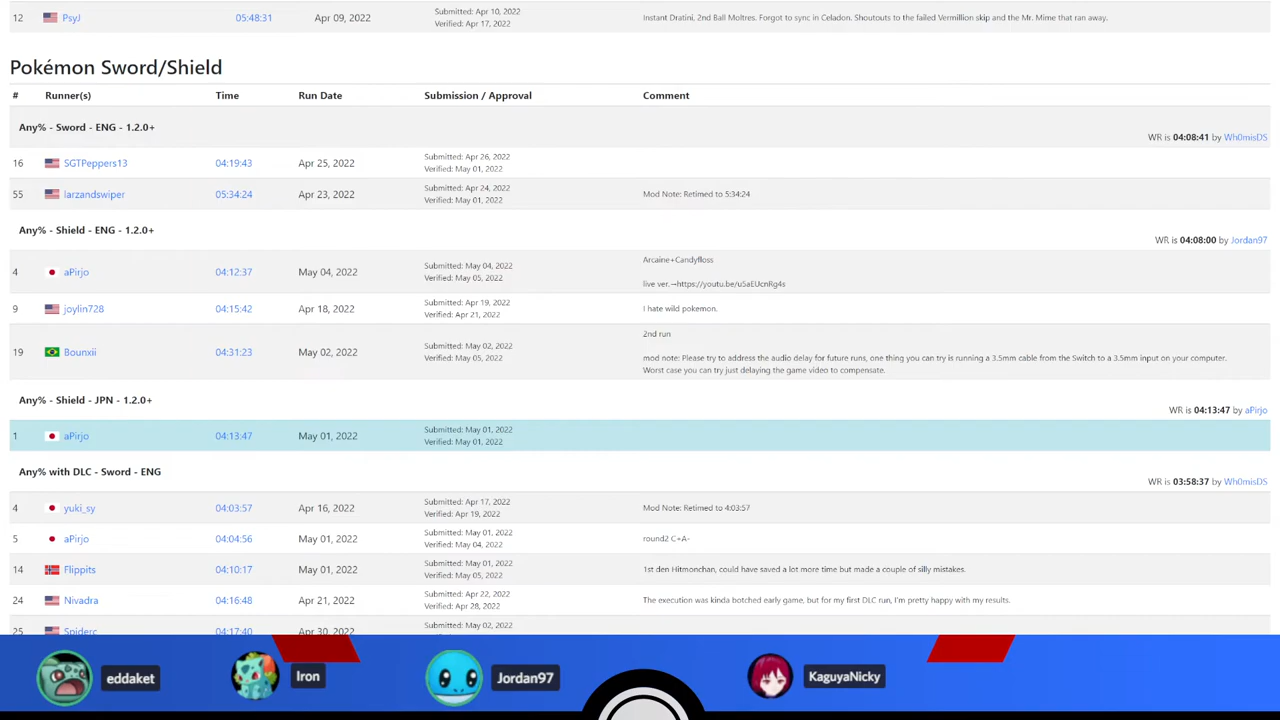 12 PsyJ 05:48:31 Apr 09, 2022 Submitted: Apr 10, 2022 Instant Dratini, 2nd Ball Moltres. Forgot to sync in Celadon. Shoutouts to the failed Vermillion skip and the Mr. Mime that ran away.
Verified: Apr 17, 2022
Pokémon Sword/Shield
# Runner(s) Time Run Date Submission / Approval Comment
Any% - Sword - ENG - 1.2.0+
WR is 04:08:41 by Wh0misDS
16 SGTPeppers13 04:19:43 Apr 25, 2022 Submitted: Apr 26, 2022
Verified: May 01, 2022
55 larzandswiper 05:34:24 Apr 23, 2022 Submitted: Apr 24, 2022 Mod Note: Retimed to 5:34:24
Verified: May 01, 2022
Any% - Shield - ENG - 1.2.0+
WR is 04:08:00 by Jordan97
Arcaine+Candyfloss
4 aPirjo 04:12:37 May 04, 2022 Submitted: May 04, 2022
Verified: May 05, 2022
live ver.→https://youtu.be/uSaEUcnRg4s
9 joylin728 04:15:42 Apr 18, 2022 Submitted: Apr 19, 2022 I hate wild pokemon.
Verified: Apr 21, 2022
2nd run
19 Bounxii 04:31:23 May 02, 2022 Submitted: May 02, 2022
Verified: May 05, 2022 mod note: Please try to address the audio delay for future runs, one thing you can try is running a 3.5mm cable from the Switch to a 3.5mm input on your computer.
Worst case you can try just delaying the game video to compensate.
Any% - Shield - JPN - 1.2.0+
WR is 04:13:47 by aPirjo
1 aPirjo 04:13:47 May 01, 2022 Submitted: May 01, 2022
Verified: May 01, 2022
Any% with DLC - Sword - ENG
WR is 03:58:37 by Wh0misDS
4 yuki_sy 04:03:57 Apr 16, 2022 Submitted: Apr 17, 2022 Mod Note: Retimed to 4:03:57
Verified: Apr 19, 2022
5 aPirjo 04:04:56 May 01, 2022 Submitted: May 01, 2022 round2 C+A-
Verified: May 04, 2022
14 Flippits 04:10:17 May 01, 2022 Submitted: May 01, 2022 1st den Hitmonchan, could have saved a lot more time but made a couple of silly mistakes.
Verified: May 05, 2022
24 Nivadra 04:16:48 Apr 21, 2022 Submitted: Apr 22, 2022 The execution was kinda botched early game, but for my first DLC run, I'm pretty happy with my results.
Verified: Apr 28, 2022
25 Spiderc 04:17:40 Apr 30, 2022 Submitted: May 02, 2022
eddaket Iron Jordan97 KaguyaNicky